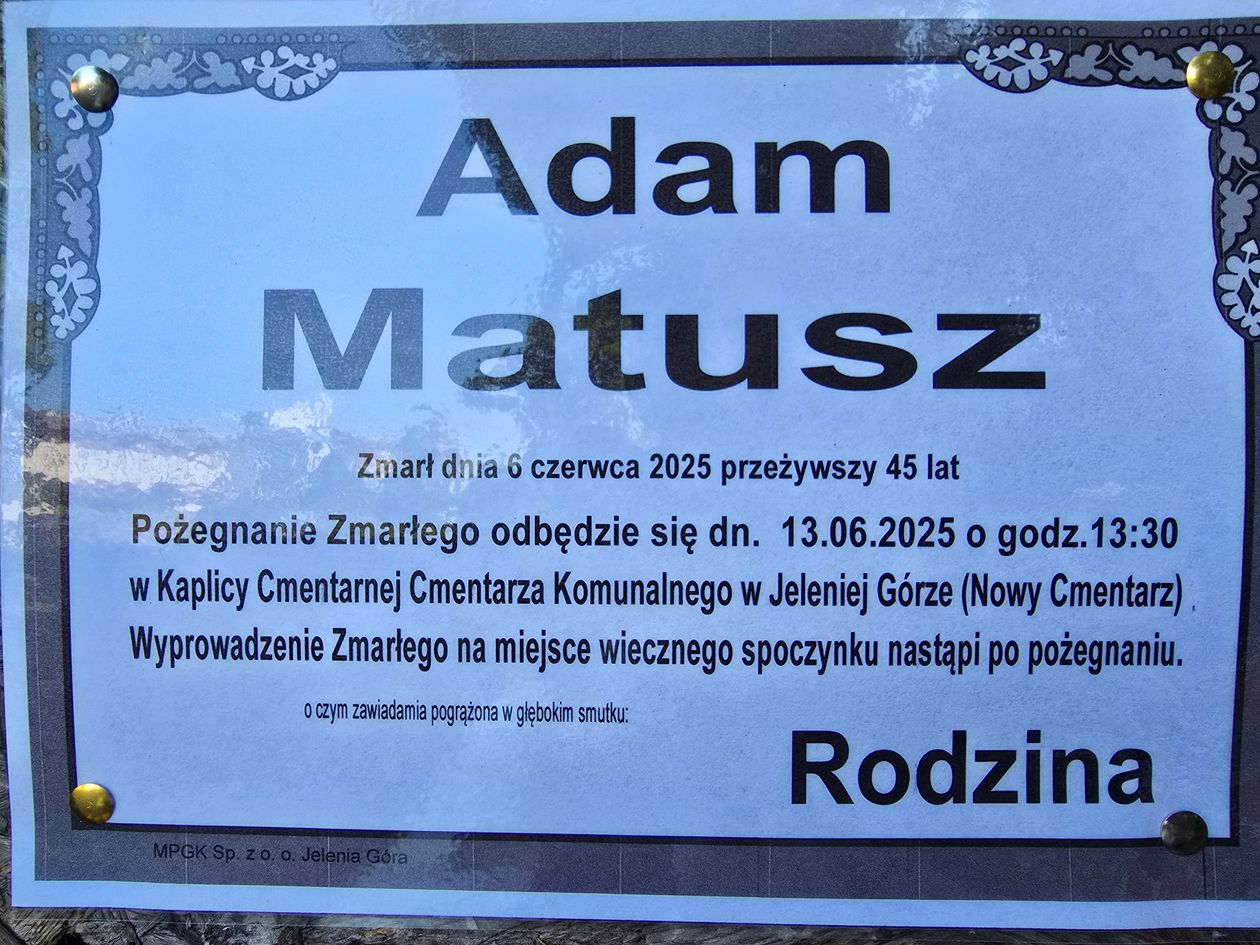 Adam
Matusz
Zmarł dnia 6 czerwca 2025 przeżywszy 45 lat
Pożegnanie Zmarłego odbędzie się dn. 13.06.2025 o godz.13:30
w Kaplicy Cmentarnej Cmentarza Komunalnego w Jeleniej Górze (Nowy Cmentarz) .
Wyprowadzenie Zmarłego na miejsce wiecznego spoczynku nastąpi po pożegnaniu.
o czym zawiadamia pogrążona w głębokim smutku:
Rodzina
MPGK Sp. z o. o. Jelenia Góra